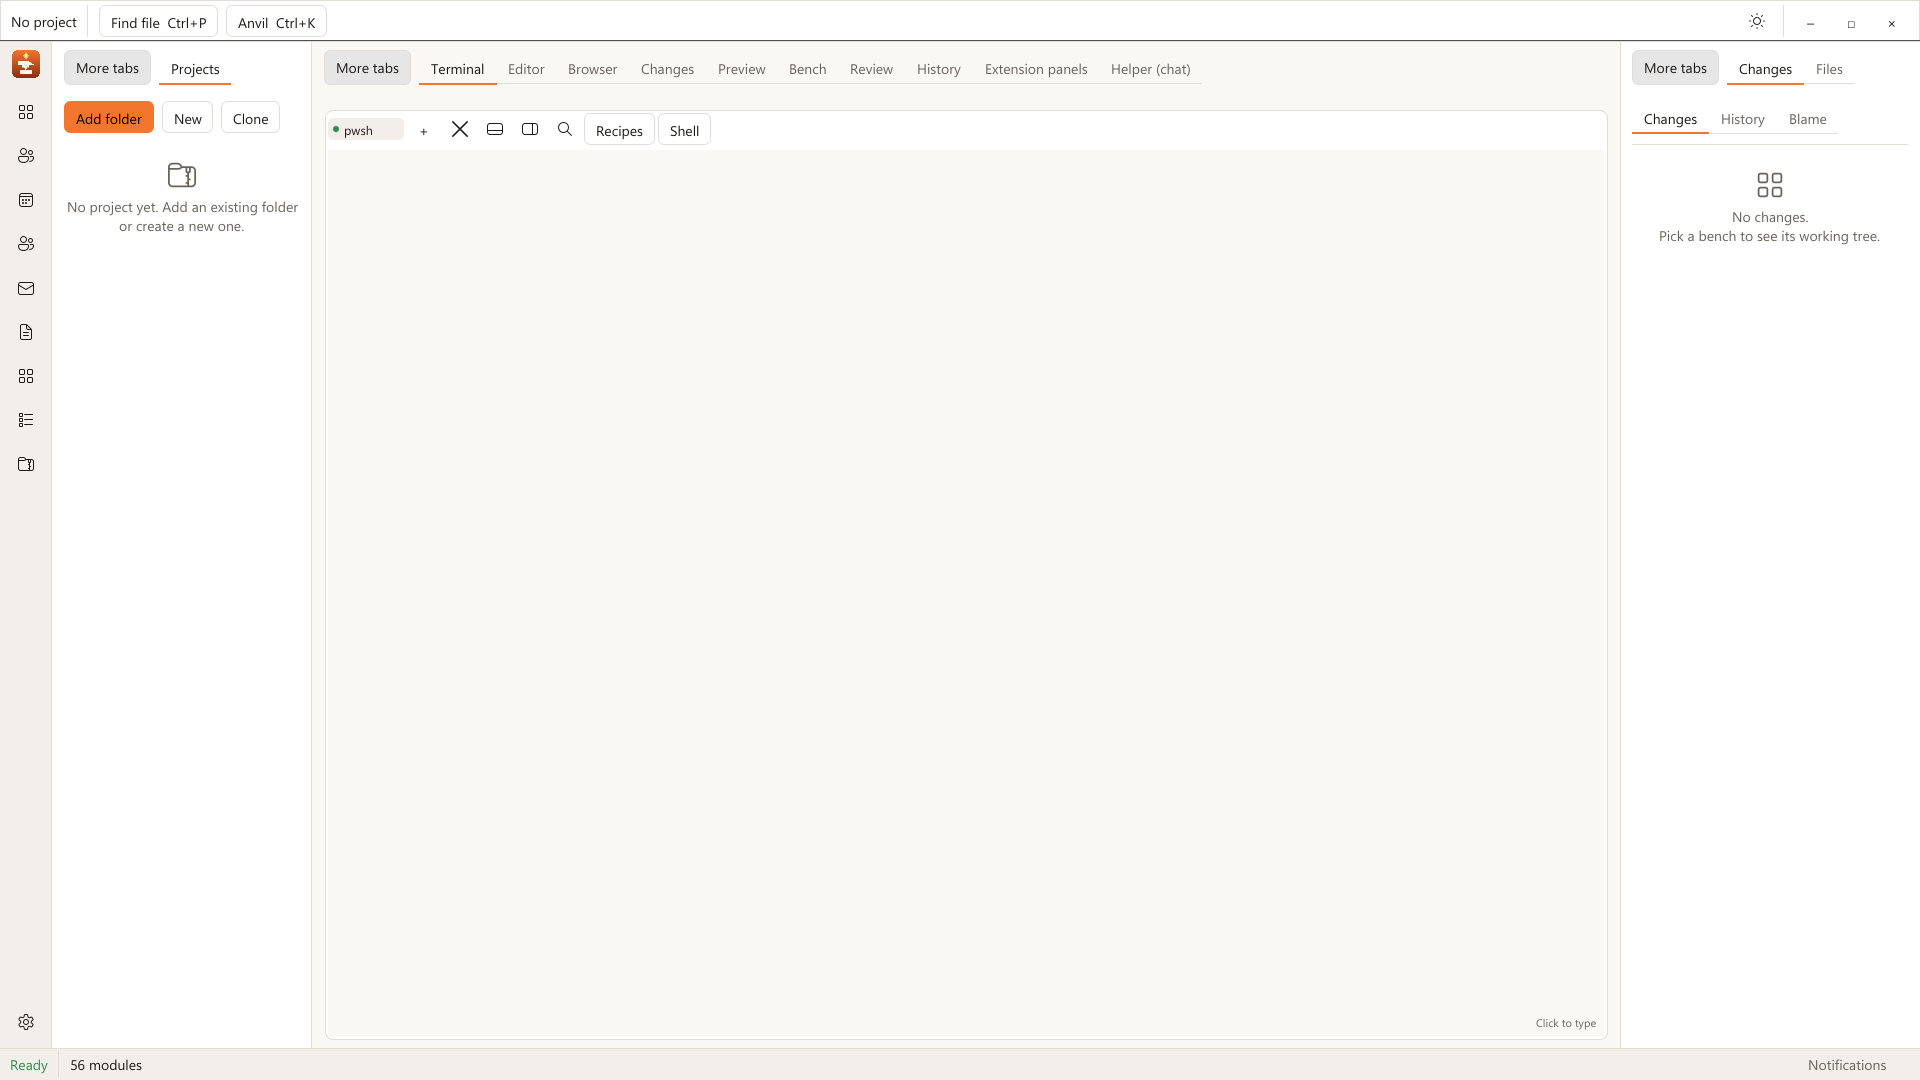 No project
Find file Ctrl+P
Anvil Ctrl+K
More tabs
Projects
Add folder
New
Clone
No project yet. Add an existing folder
or create a new one.
More tabs
Terminal
Editor
Browser
Changes
Preview
Bench
Review
History
Extension panels
Helper (chat)
pwsh
Recipes
Shell
Click to type
More tabs
Changes
Files
Changes
History
Blame
No changes.
Pick a bench to see its working tree.
Ready
56 modules
Notifications